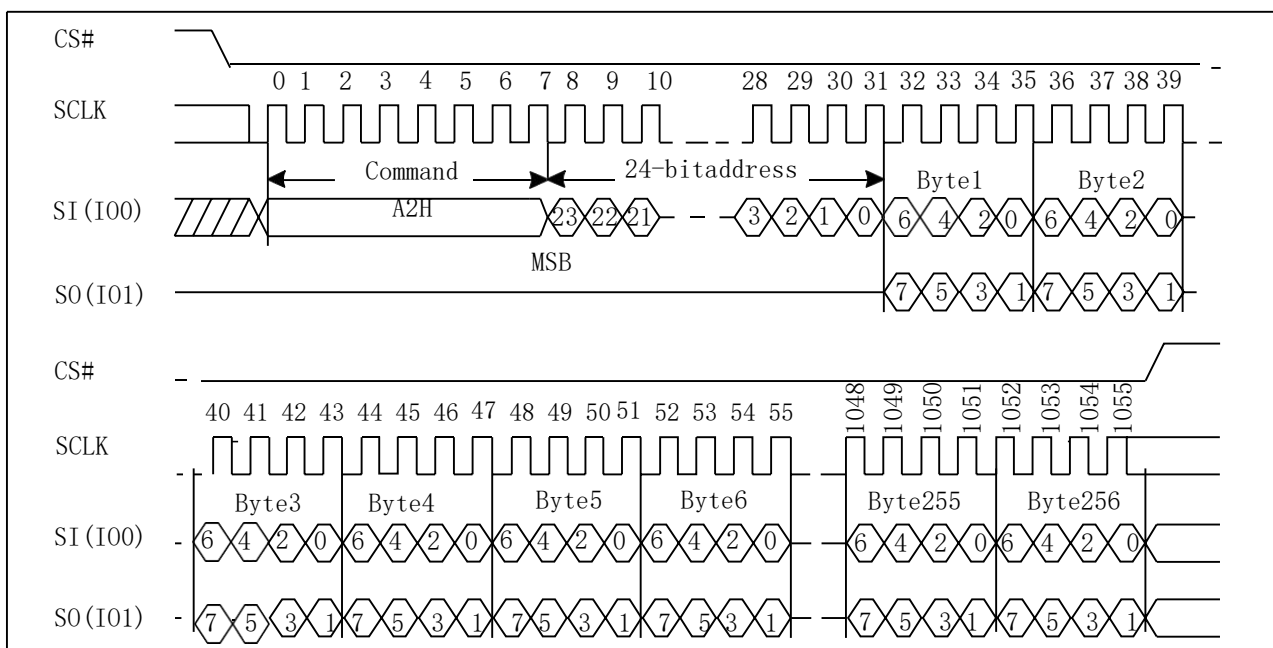 CS#
0 1 2 3 4 5 6 7 8 9 10 28 29 30 31 32 33 34 35 36 37 38 39
SCLK
Command 24-bitaddress Byte1 Byte2
SI(IO0) A2H 23 22 21 3 2 1 0 6 4 2 0 6 4 2 0
MSB
SO(IO1) 7 5 3 1 7 5 3 1
CS#
40 41 42 43 44 45 46 47 48 49 50 51 52 53 54 55 1048 1049 1050 1051 1052 1053 1054 1055
SCLK
Byte3 Byte4 Byte5 Byte6 Byte255 Byte256
SI(IO0) 6 4 2 0 6 4 2 0 6 4 2 0 6 4 2 0 6 4 2 0 6 4 2 0
SO(IO1) 7 5 3 1 7 5 3 1 7 5 3 1 7 5 3 1 7 5 3 1 7 5 3 1